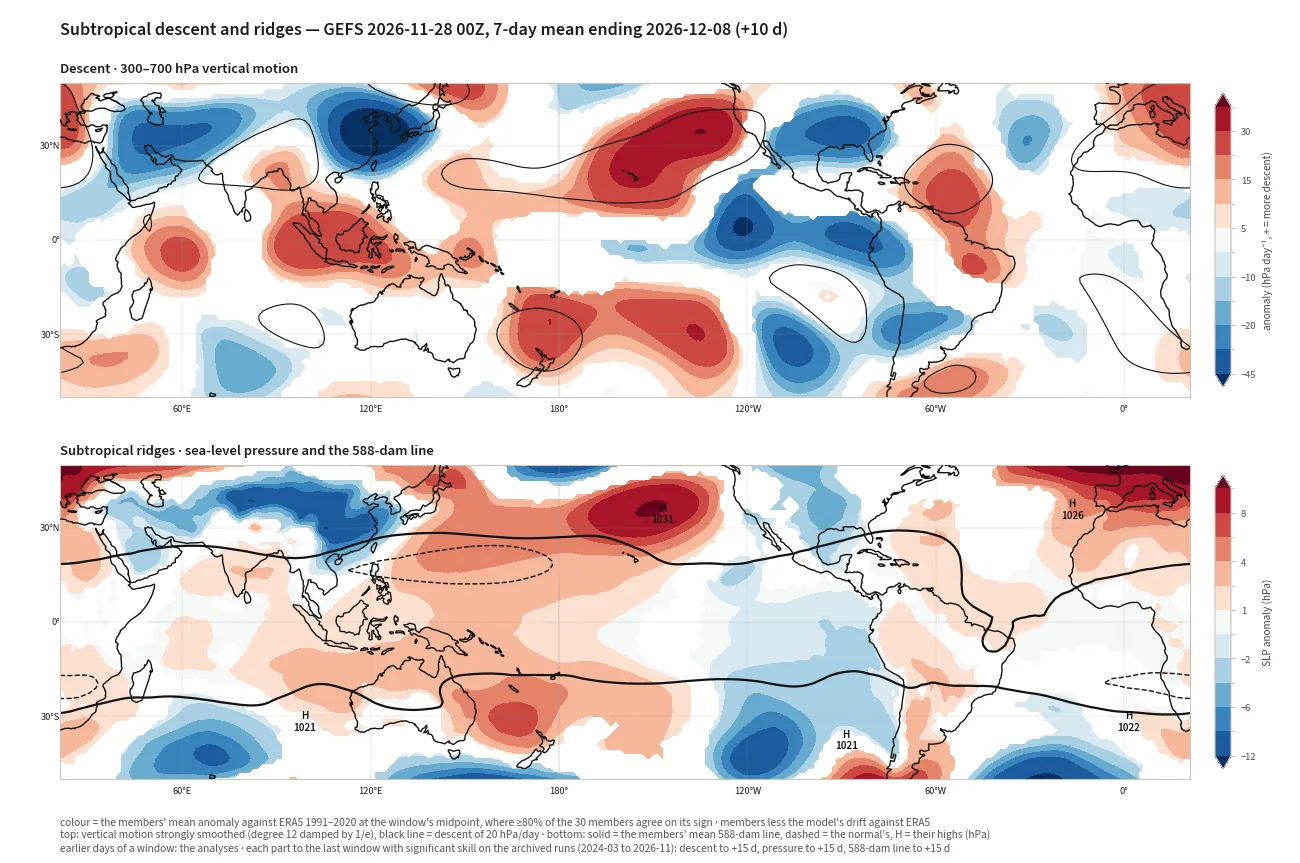 Subtropical descent and ridges — GEFS 2026-11-28 00Z, 7-day mean ending 2026-12-08 (+10 d)
Descent · 300–700 hPa vertical motion
30°N
0°
30°S
60°E
120°E
180°
120°W
60°W
0°
30
15
5
−10
−20
−45
anomaly (hPa day⁻¹, + = more descent)
Subtropical ridges · sea-level pressure and the 588-dam line
30°N
0°
30°S
H
1031
H
1026
H
1021
H
1021
H
1022
60°E
120°E
180°
120°W
60°W
0°
8
4
1
−2
−6
−12
SLP anomaly (hPa)
colour = the members' mean anomaly against ERA5 1991–2020 at the window's midpoint, where ≥80% of the 30 members agree on its sign · members less the model's drift against ERA5
top: vertical motion strongly smoothed (degree 12 damped by 1/e), black line = descent of 20 hPa/day · bottom: solid = the members' mean 588-dam line, dashed = the normal's, H = their highs (hPa)
earlier days of a window: the analyses · each part to the last window with significant skill on the archived runs (2024-03 to 2026-11): descent to +15 d, pressure to +15 d, 588-dam line to +15 d